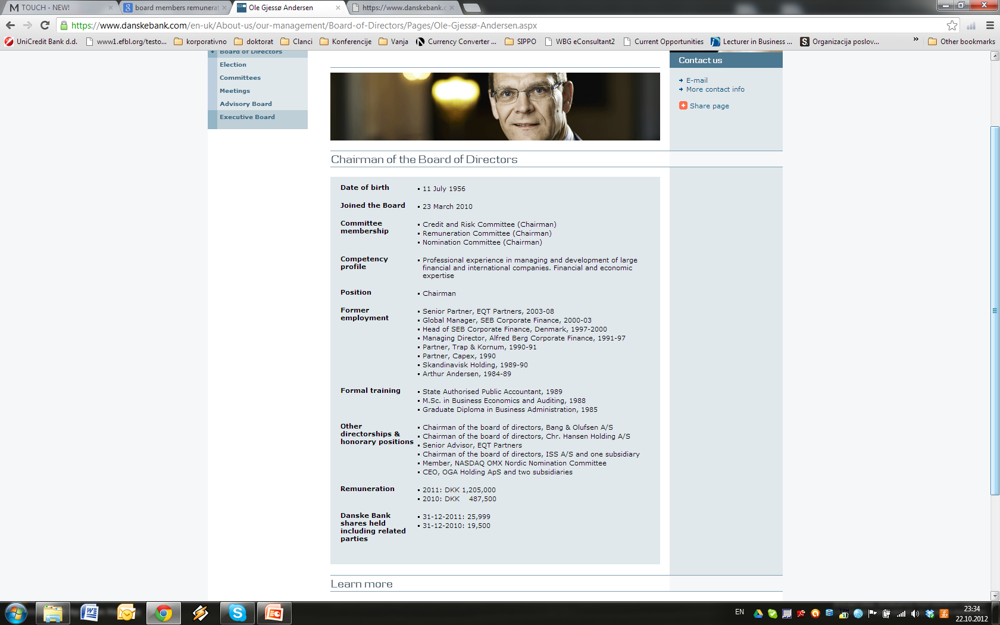 TOUCH - NEW!
board members remunerat
Ole Gjessø Andersen
https://www.danskebank.c
https://www.danskebank.com/en-uk/About-us/our-management/Board-of-Directors/Pages/Ole-Gjessø-Andersen.aspx
UniCredit Bank d.d.
www1.efbl.org/testo...
korporativno
doktorat
Clanci
Konferencije
Vanja
Currency Converter ...
SIPPO
WBG eConsultant2
Current Opportunities
Lecturer in Business ...
Organizacija poslov...
»
Other bookmarks
Board of Directors
Election
Committees
Meetings
Advisory Board
Executive Board
Contact us
E-mail
More contact info
Share page
Chairman of the Board of Directors
Date of birth
▪ 11 July 1956
Joined the Board
▪ 23 March 2010
Committee
membership
▪ Credit and Risk Committee (Chairman)
▪ Remuneration Committee (Chairman)
▪ Nomination Committee (Chairman)
Competency
profile
▪ Professional experience in managing and development of large
financial and international companies. Financial and economic
expertise
Position
▪ Chairman
Former
employment
▪ Senior Partner, EQT Partners, 2003-08
▪ Global Manager, SEB Corporate Finance, 2000-03
▪ Head of SEB Corporate Finance, Denmark, 1997-2000
▪ Managing Director, Alfred Berg Corporate Finance, 1991-97
▪ Partner, Trap & Kornum, 1990-91
▪ Partner, Capex, 1990
▪ Skandinavisk Holding, 1989-90
▪ Arthur Andersen, 1984-89
Formal training
▪ State Authorised Public Accountant, 1989
▪ M.Sc. in Business Economics and Auditing, 1988
▪ Graduate Diploma in Business Administration, 1985
Other
directorships &
honorary positions
▪ Chairman of the board of directors, Bang & Olufsen A/S
▪ Chairman of the board of directors, Chr. Hansen Holding A/S
▪ Senior Advisor, EQT Partners
▪ Chairman of the board of directors, ISS A/S and one subsidiary
▪ Member, NASDAQ OMX Nordic Nomination Committee
▪ CEO, OGA Holding ApS and two subsidiaries
Remuneration
▪ 2011: DKK 1,205,000
▪ 2010: DKK 487,500
Danske Bank
shares held
including related
parties
▪ 31-12-2011: 25,999
▪ 31-12-2010: 19,500
Learn more
EN
23:34
22.10.2012